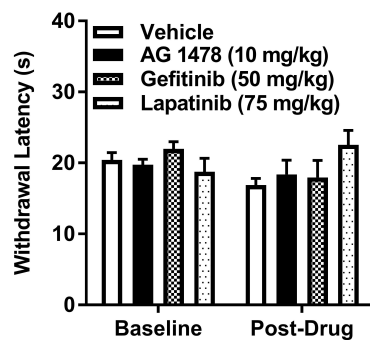 Withdrawal Latency (s)
40
30
20
10
0
Vehicle
AG 1478 (10 mg/kg)
Gefitinib (50 mg/kg)
Lapatinib (75 mg/kg)
Baseline
Post-Drug